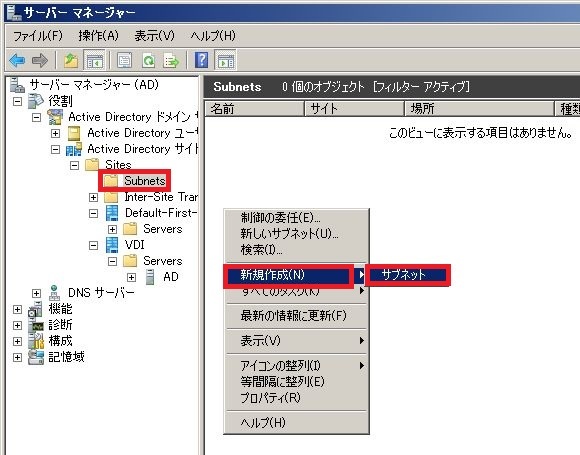 サーバー マネージャー
ファイル(F) 操作(A) 表示(V) ヘルプ(H)
サーバー マネージャー (AD)
役割
Active Directory ドメイン サ
Active Directory ユーサ
Active Directory サイト
Sites
Subnets
Inter-Site Tran
Default-First-
Servers
VDI
Servers
AD
DNS サーバー
機能
診断
構成
記憶域
Subnets 0 個のオブジェクト [フィルター アクティブ]
名前 サイト 場所 種類
このビューに表示する項目はありません。
制御の委任(E)...
新しいサブネット(U)...
検索(I)...
新規作成(N) サブネット
すべてのタスク(K)
最新の情報に更新(F)
表示(V)
アイコンの整列(I)
等間隔に整列(E)
プロパティ(R)
ヘルプ(H)